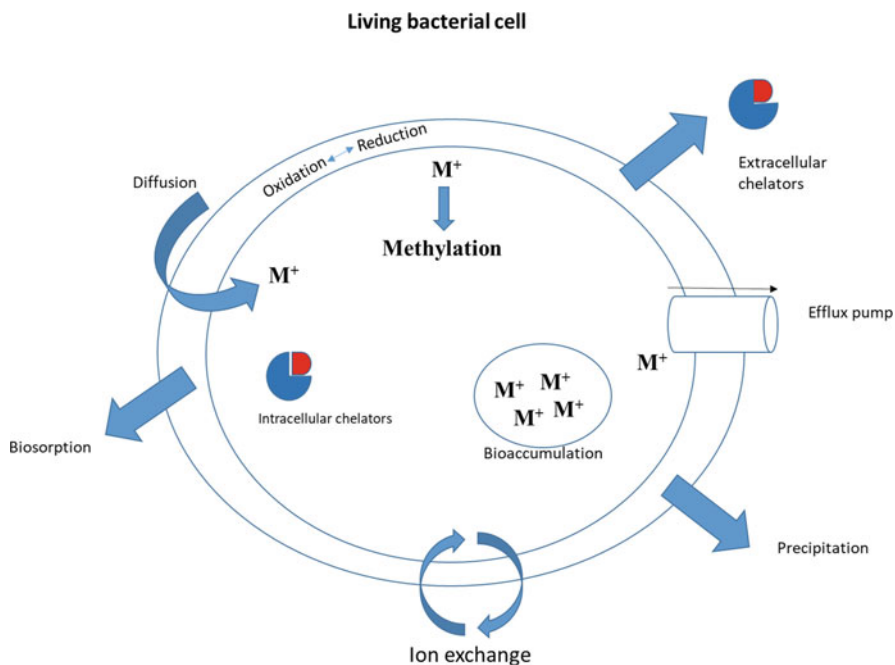 Living bacterial cell
Extracellular
chelators
Oxidation
Reduction
M⁺
Diffusion
Methylation
M⁺
Efflux pump
M⁺
Intracellular chelators
M⁺ M⁺
M⁺ M⁺
Bioaccumulation
Biosorption
Precipitation
Ion exchange